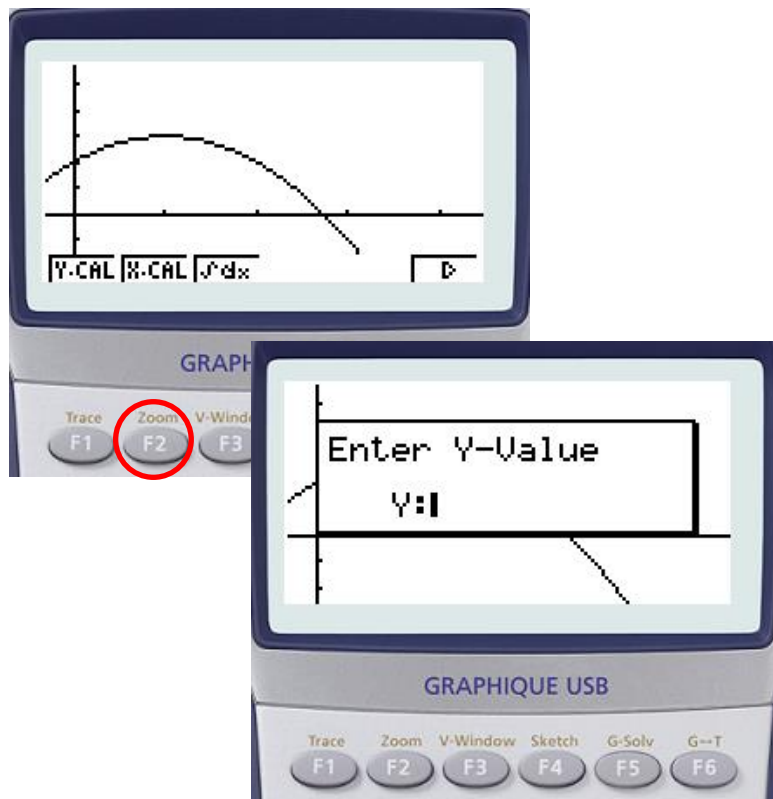 Y-CAL X-CAL ∫dx ▷
GRAPH
Trace Zoom V-Wind
F1 F2 F3
Enter Y-Value
Y:
GRAPHIQUE USB
Trace Zoom V-Window Sketch G-Solv G↔T
F1 F2 F3 F4 F5 F6